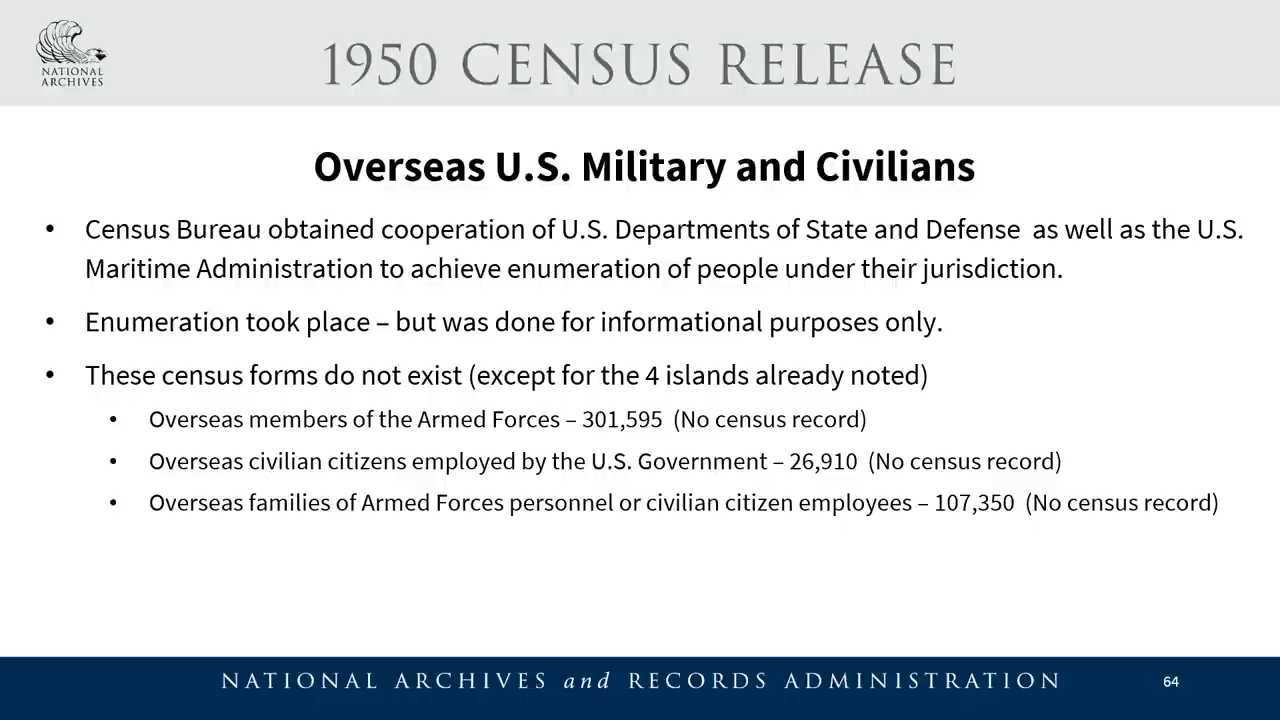 NATIONAL
ARCHIVES
1950 CENSUS RELEASE
Overseas U.S. Military and Civilians
• Census Bureau obtained cooperation of U.S. Departments of State and Defense  as well as the U.S.
Maritime Administration to achieve enumeration of people under their jurisdiction.
• Enumeration took place – but was done for informational purposes only.
• These census forms do not exist (except for the 4 islands already noted)
• Overseas members of the Armed Forces – 301,595  (No census record)
• Overseas civilian citizens employed by the U.S. Government – 26,910  (No census record)
• Overseas families of Armed Forces personnel or civilian citizen employees – 107,350  (No census record)
NATIONAL ARCHIVES and RECORDS ADMINISTRATION
64